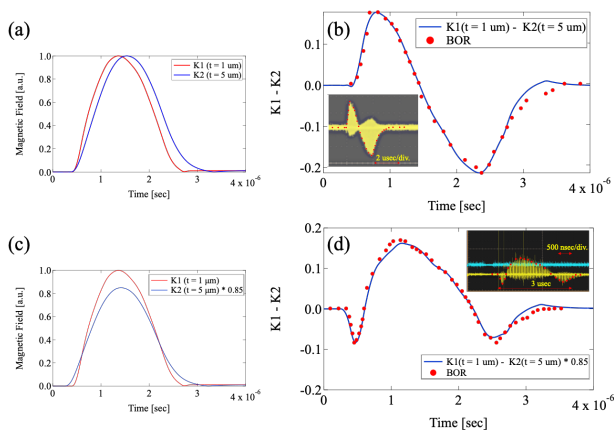 (a)
K1 (t = 1 um)
K2 (t = 5 um)
Magnetic Field [a.u.]
1.0
0.8
0.6
0.4
0.2
0.0
0
1
2
3
4 x 10⁻⁶
Time [sec]
(b)
K1(t = 1 um) - K2(t = 5 um)
BOR
K1 - K2
0.1
0.0
-0.1
-0.2
2 usec/div.
0
1
2
3
4 x 10⁻⁶
Time [sec]
(c)
K1 (t = 1 μm)
K2 (t = 5 μm) * 0.85
Magnetic Field [a.u.]
1.0
0.8
0.6
0.4
0.2
0.0
0
1
2
3
4 x 10⁻⁶
Time [sec]
(d)
500 nsec/div.
3 usec
K1 - K2
0.2
0.1
0.0
-0.1
-0.2
K1(t = 1 um) - K2(t = 5 um) * 0.85
BOR
0
1
2
3
4 x 10⁻⁶
Time [sec]